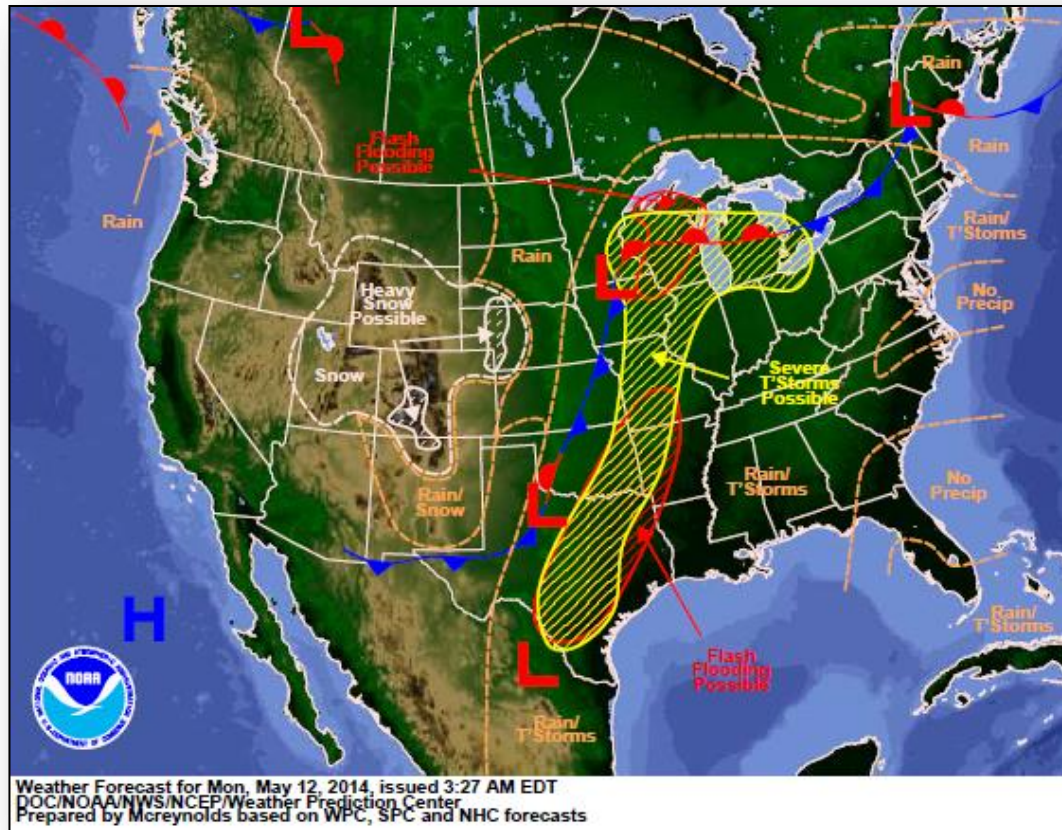 Rain
Flash
Flooding
Possible
Rain
Rain
Rain
Rain/
T'Storms
No
Precip
Heavy
Snow
Possible
Snow
Severe
T'Storms
Possible
Rain/
Snow
Rain/
T'Storms
No
Precip
Rain/
T'Storms
Flash
Flooding
Possible
Rain/
T'Storms
L
L
L
L
L
H
NOAA
Weather Forecast for Mon, May 12, 2014, issued 3:27 AM EDT
DOC/NOAA/NWS/NCEP/Weather Prediction Center
Prepared by Mcreynolds based on WPC, SPC and NHC forecasts